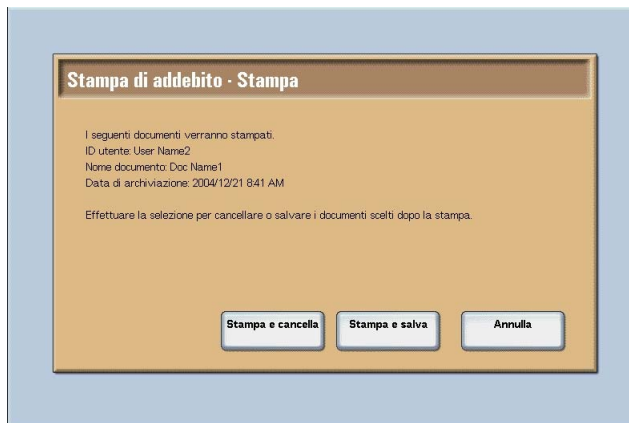 Stampa di addebito - Stampa
I seguenti documenti verranno stampati.
ID utente: User Name2
Nome documento: Doc Name1
Data di archiviazione: 2004/12/21 8:41 AM
Effettuare la selezione per cancellare o salvare i documenti scelti dopo la stampa.
Stampa e cancella Stampa e salva Annulla